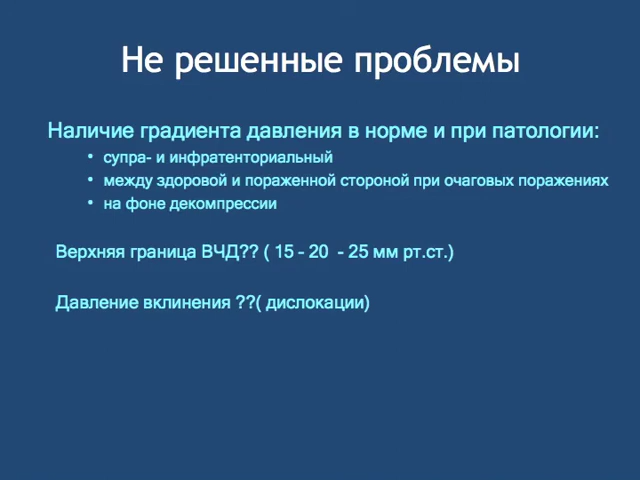 Не решенные проблемы
Наличие градиента давления в норме и при патологии:
• супра- и инфратенториальный
• между здоровой и пораженной стороной при очаговых поражениях
• на фоне декомпрессии
Верхняя граница ВЧД?? ( 15 – 20  - 25 мм рт.ст.)
Давление вклинения ??( дислокации)